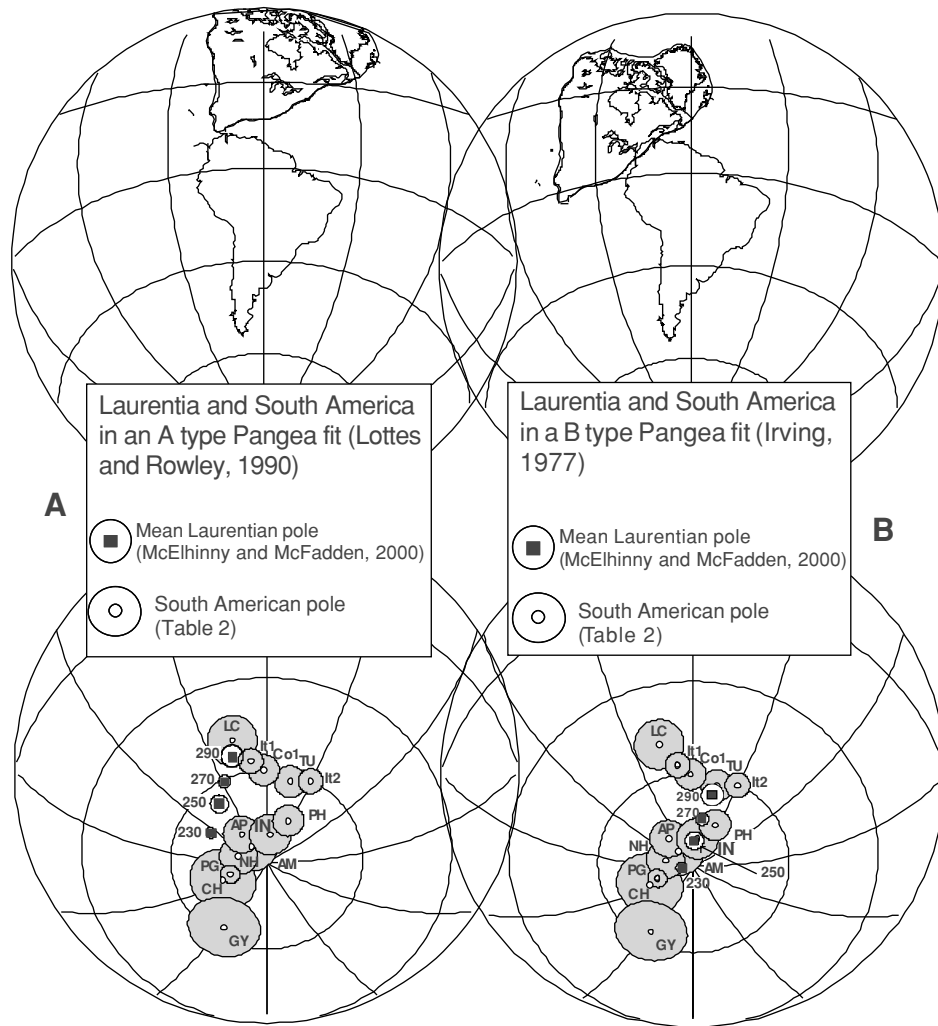 Laurentia and South America
in an A type Pangea fit (Lottes
and Rowley, 1990)
A
Mean Laurentian pole
(McElhinny and McFadden, 2000)
South American pole
(Table 2)
Laurentia and South America
in a B type Pangea fit (Irving,
1977)
B
Mean Laurentian pole
(McElhinny and McFadden, 2000)
South American pole
(Table 2)
LC
290
It1
Co1
TU
It2
270
250
230
AP
IN
PH
NH
AM
PG
CH
GY
LC
It1
Co1
TU
It2
290
270
AP
PH
NH
IN
AM
PG
250
CH
230
GY